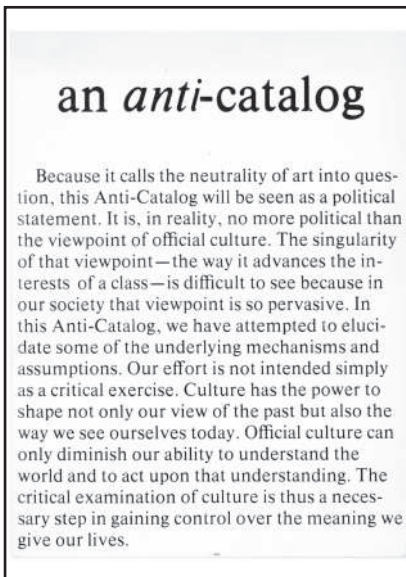 an anti-catalog
Because it calls the neutrality of art into ques-
tion, this Anti-Catalog will be seen as a political
statement. It is, in reality, no more political than
the viewpoint of official culture. The singularity
of that viewpoint—the way it advances the in-
terests of a class—is difficult to see because in
our society that viewpoint is so pervasive. In
this Anti-Catalog, we have attempted to eluci-
date some of the underlying mechanisms and
assumptions. Our effort is not intended simply
as a critical exercise. Culture has the power to
shape not only our view of the past but also the
way we see ourselves today. Official culture can
only diminish our ability to understand the
world and to act upon that understanding. The
critical examination of culture is thus a neces-
sary step in gaining control over the meaning we
give our lives.